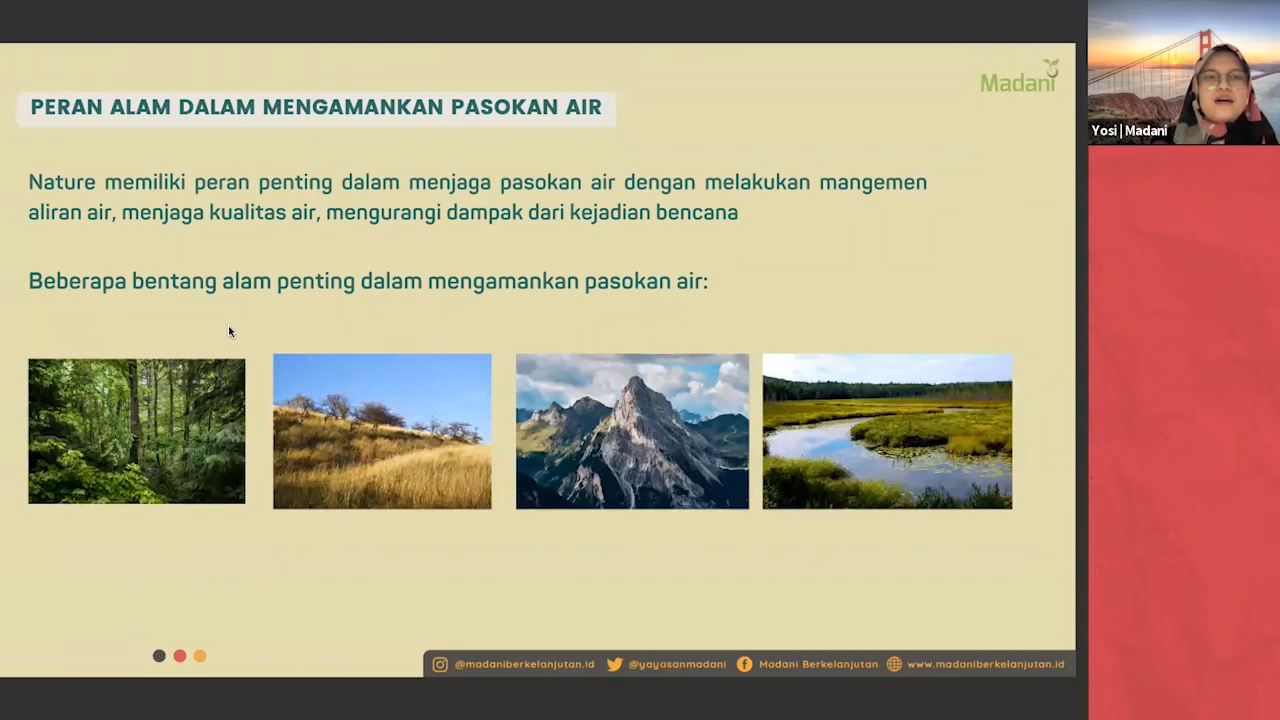 Madani
PERAN ALAM DALAM MENGAMANKAN PASOKAN AIR
Yosi | Madani
Nature memiliki peran penting dalam menjaga pasokan air dengan melakukan mangemen
aliran air, menjaga kualitas air, mengurangi dampak dari kejadian bencana
Beberapa bentang alam penting dalam mengamankan pasokan air:
@madaniberkelanjutan.id @yayasanmadani Madani Berkelanjutan www.madaniberkelanjutan.id